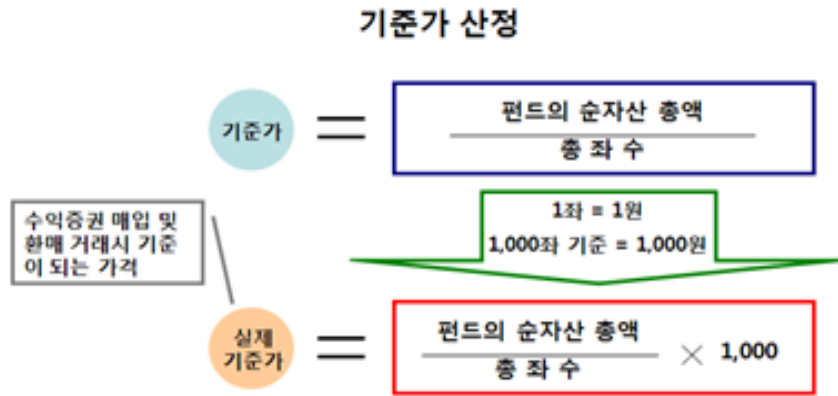 기준가 산정
기준가
=
펀드의 순자산 총액
총 좌 수
1좌 = 1원
1,000좌 기준 = 1,000원
수익증권 매입 및
환매 거래시 기준
이 되는 가격
실제
기준가
=
펀드의 순자산 총액
총 좌 수
× 1,000